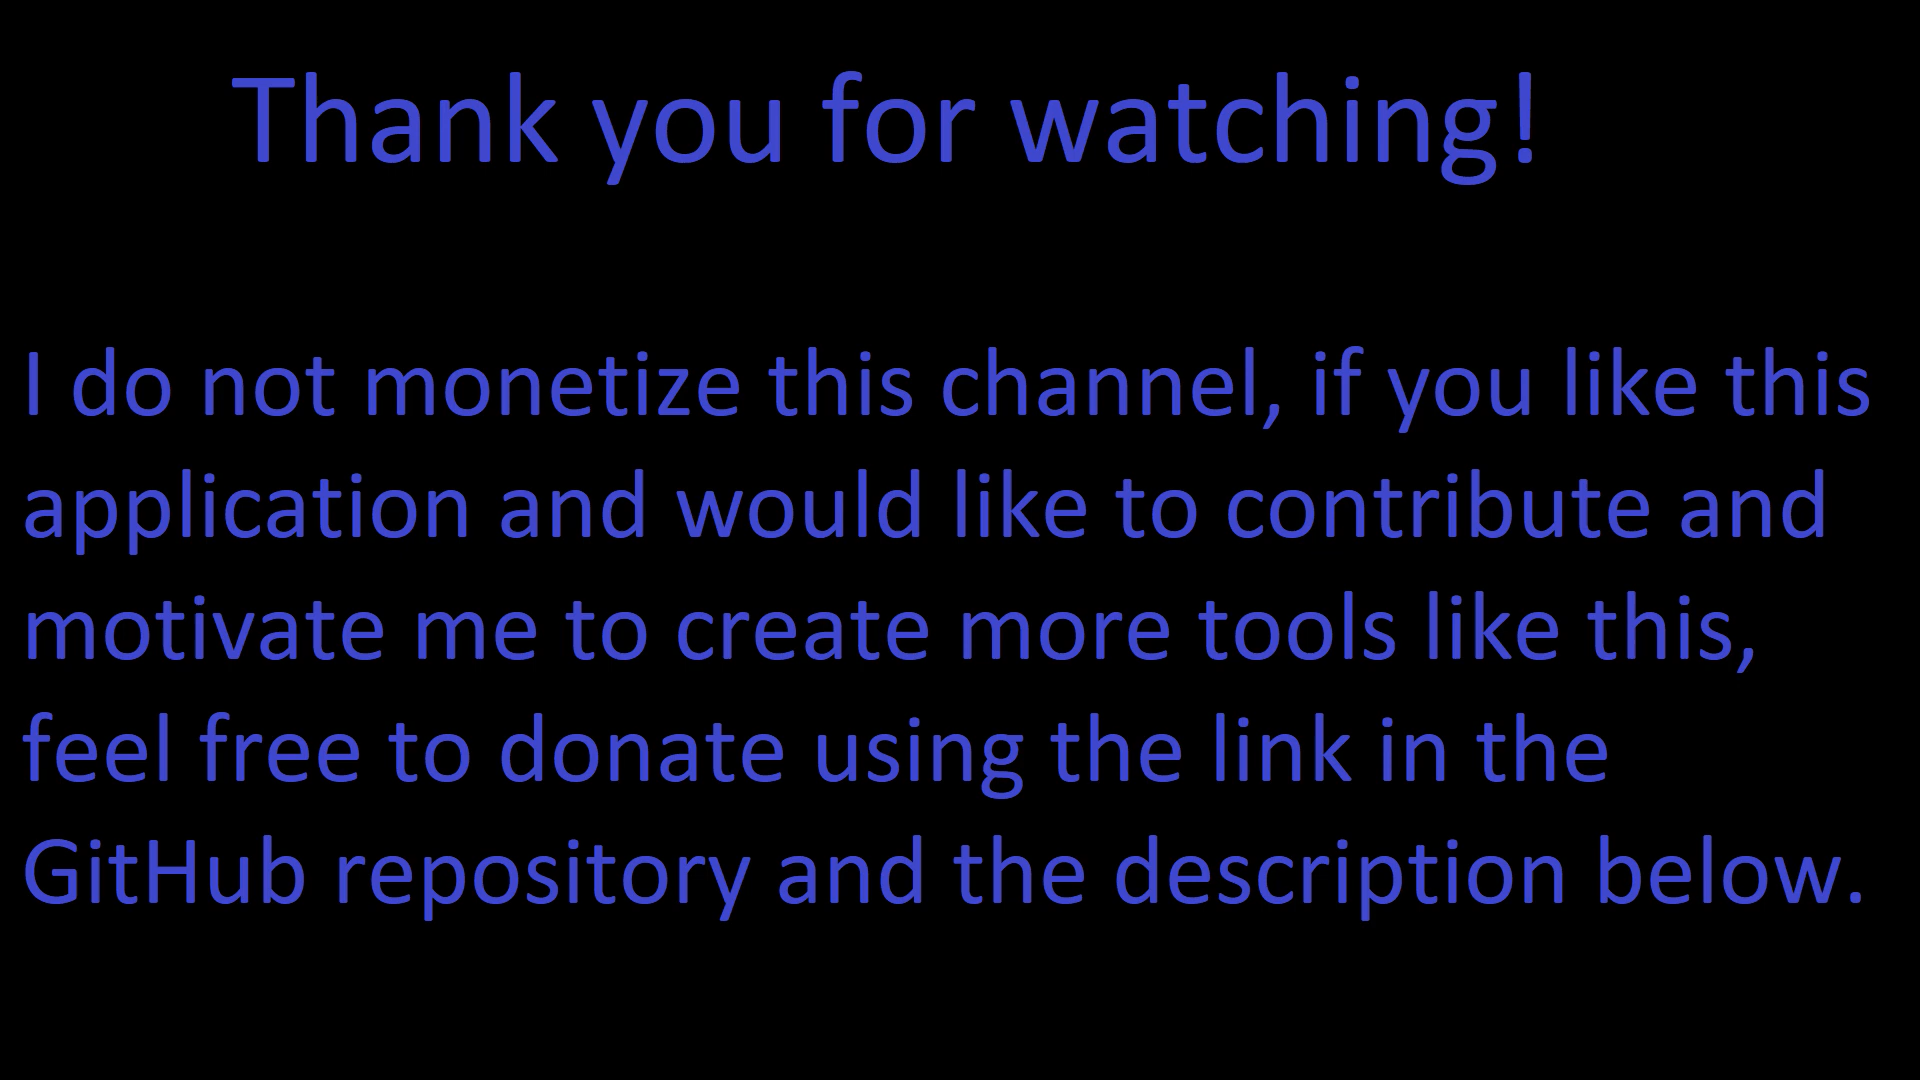 Thank you for watching!
I do not monetize this channel, if you like this
application and would like to contribute and
motivate me to create more tools like this,
feel free to donate using the link in the
GitHub repository and the description below.